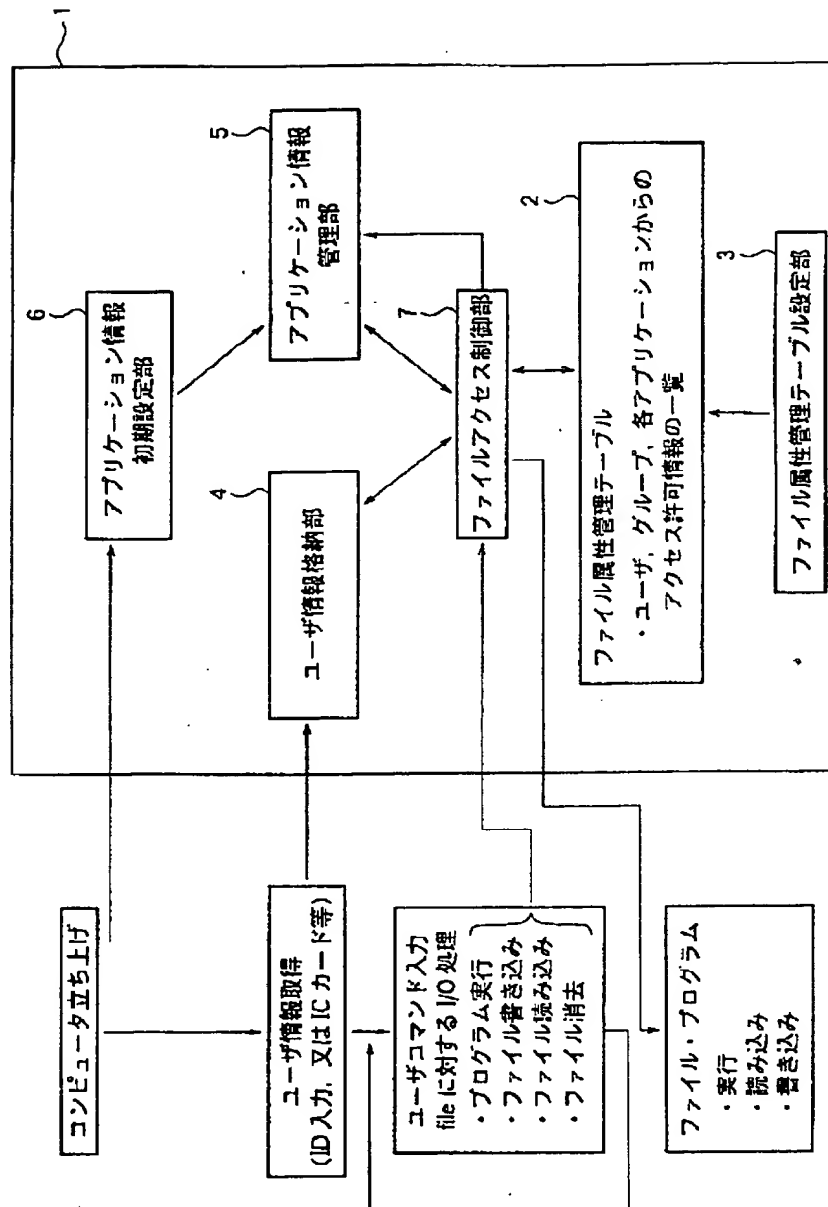 コンピュータ立ち上げ
ユーザ情報取得
(ID 入力, 又は IC カード等)
ユーザコマンド入力
file に対する I/O 処理
・プログラム実行
・ファイル書き込み
・ファイル読み込み
・ファイル消去
ファイル・プログラム
・実行
・読み込み
・書き込み
1
6
アプリケーション情報
初期設定部
5
アプリケーション情報
管理部
4
ユーザ情報格納部
7
ファイルアクセス制御部
2
ファイル属性管理テーブル
・ユーザ, グループ, 各アプリケーションからの
アクセス許可情報の一覧
3
ファイル属性管理テーブル設定部